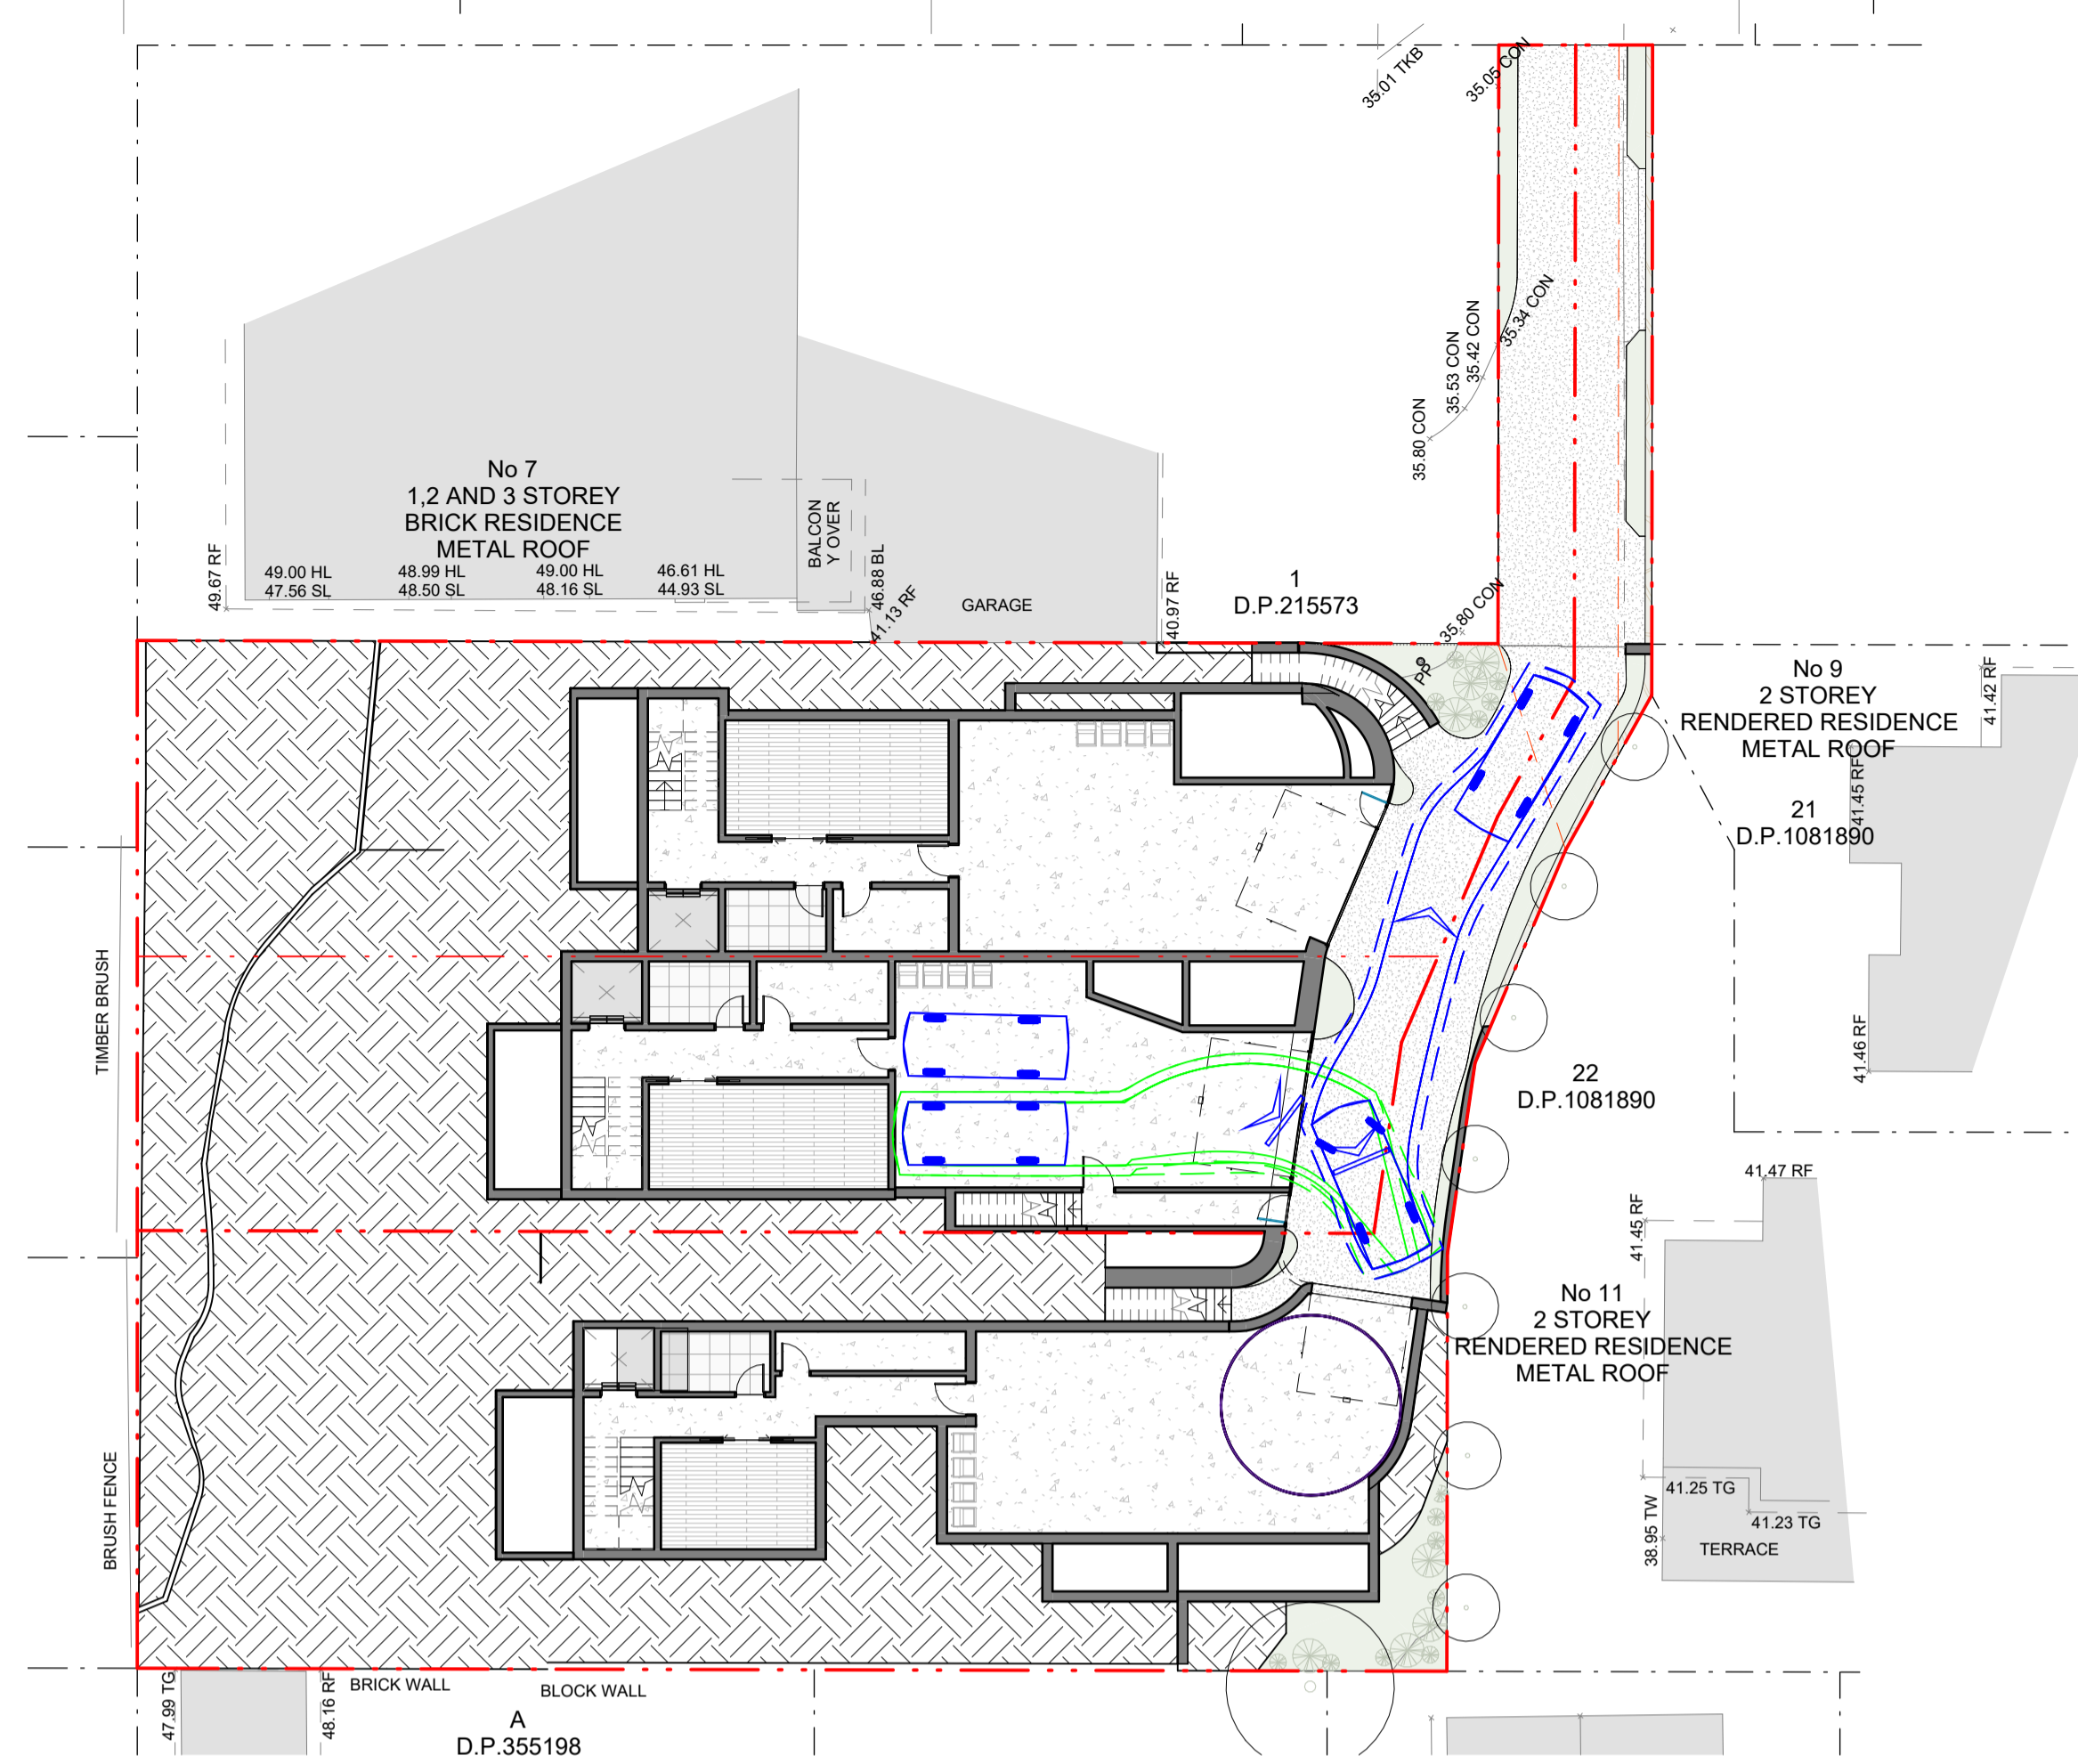 35.01 TKB
35.05 CON
35.34 CON
35.42 CON
35.53 CON
35.80 CON
No 7
1,2 AND 3 STOREY
BRICK RESIDENCE
METAL ROOF
49.67 RF
49.00 HL
47.56 SL
48.99 HL
48.50 SL
49.00 HL
48.16 SL
46.61 HL
44.93 SL
BALCON
Y OVER
46.88 BL
41.13 RF
GARAGE
40.97 RF
1
D.P.215573
35.80 CON
PP
No 9
2 STOREY
RENDERED RESIDENCE
METAL ROOF
41.42 RF
41.45 RF
21
D.P.1081890
TIMBER BRUSH
41.46 RF
22
D.P.1081890
41.47 RF
41.45 RF
No 11
2 STOREY
RENDERED RESIDENCE
METAL ROOF
BRUSH FENCE
41.25 TG
41.23 TG
38.95 TW
TERRACE
47.99 TG
48.16 RF
BRICK WALL
BLOCK WALL
A
D.P.355198